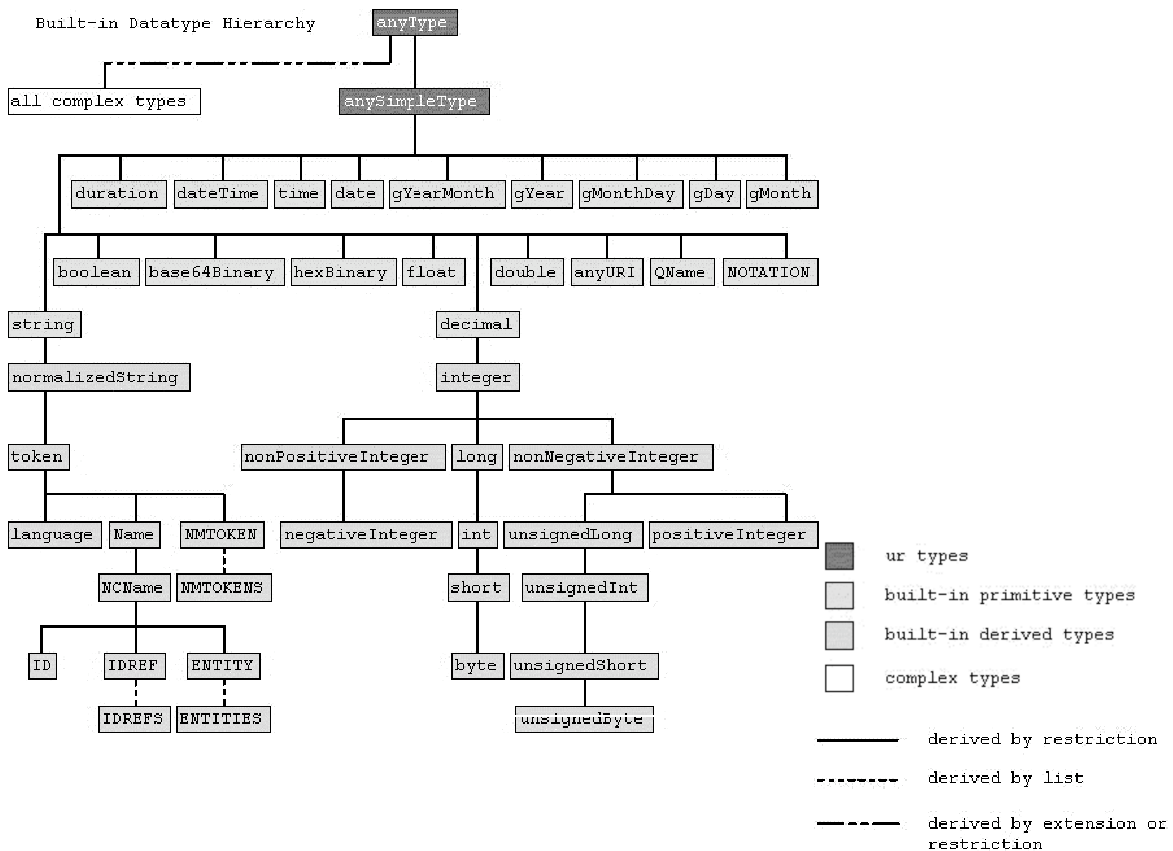 Built-in Datatype Hierarchy
anyType
all complex types
anySimpleType
duration
dateTime
time
date
gYearMonth
gYear
gMonthDay
gDay
gMonth
boolean
base64Binary
hexBinary
float
double
anyURI
QName
NOTATION
string
decimal
normalizedString
integer
token
nonPositiveInteger
long
nonNegativeInteger
language
Name
NMTOKEN
negativeInteger
int
unsignedLong
positiveInteger
NCName
NMTOKENS
short
unsignedInt
ID
IDREF
ENTITY
byte
unsignedShort
IDREFS
ENTITIES
unsignedByte
ur types
built-in primitive types
built-in derived types
complex types
derived by restriction
derived by list
derived by extension or
restriction